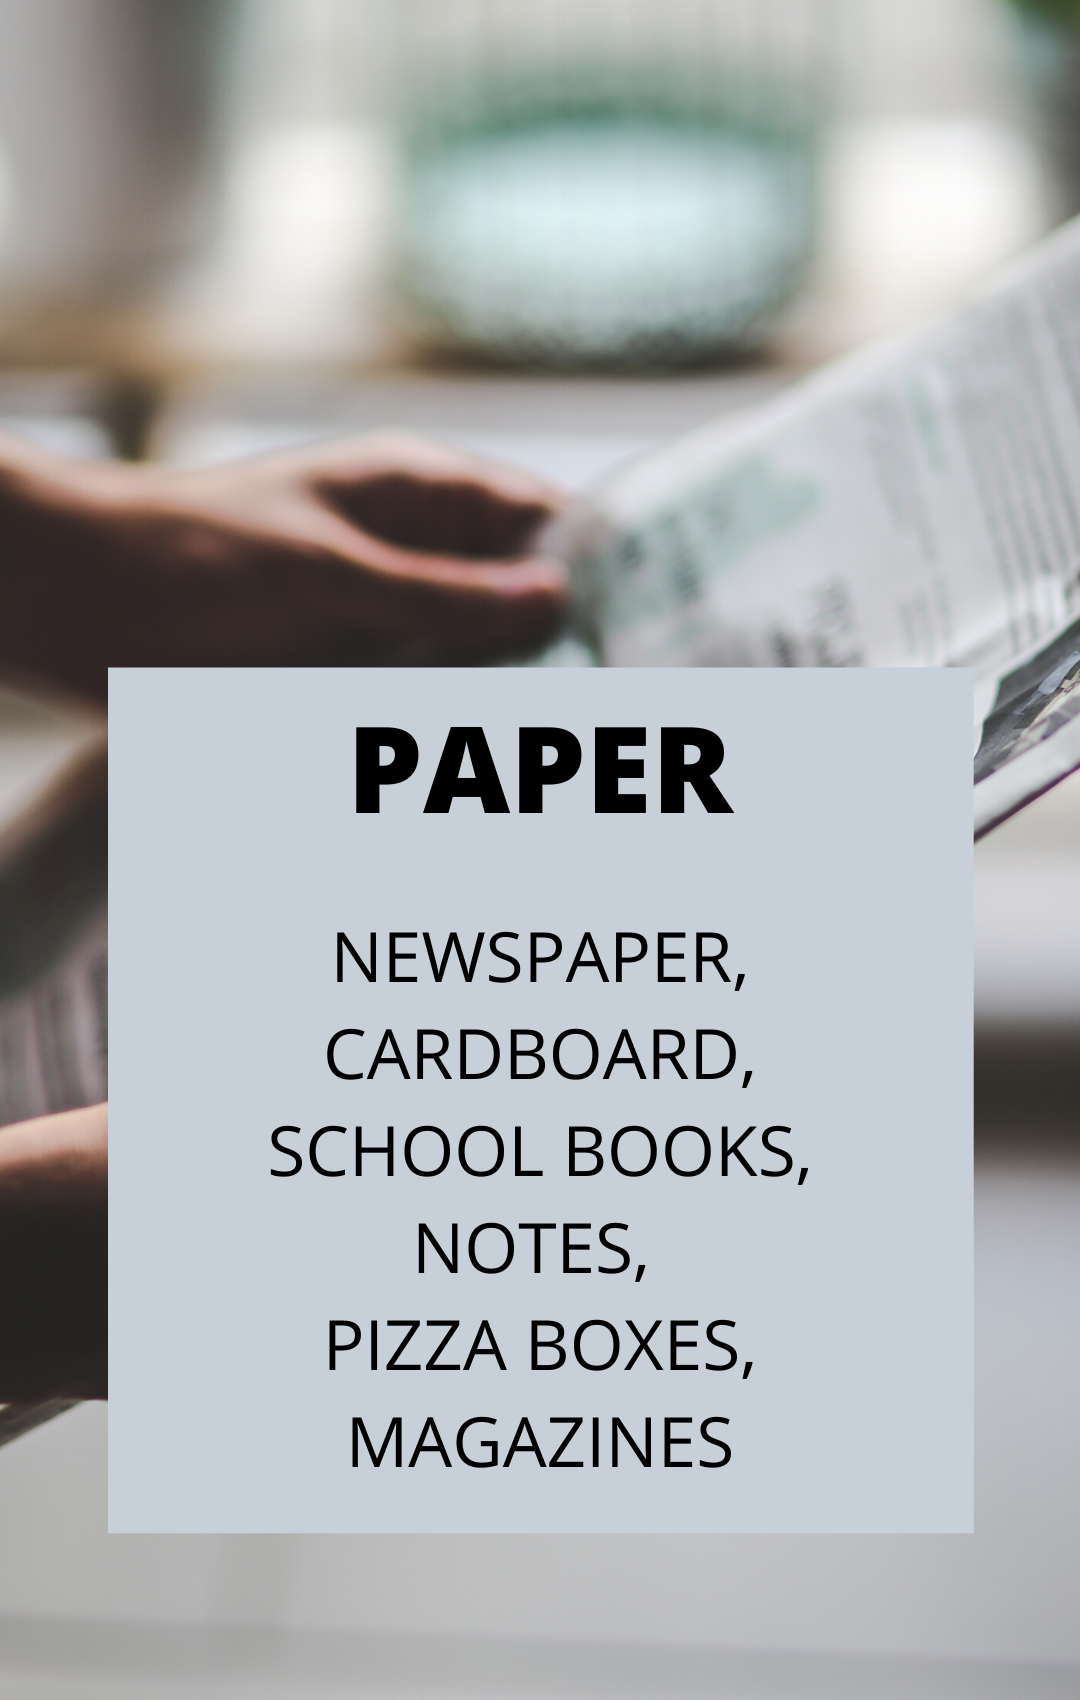 PAPER
NEWSPAPER,
CARDBOARD,
SCHOOL BOOKS,
NOTES,
PIZZA BOXES,
MAGAZINES